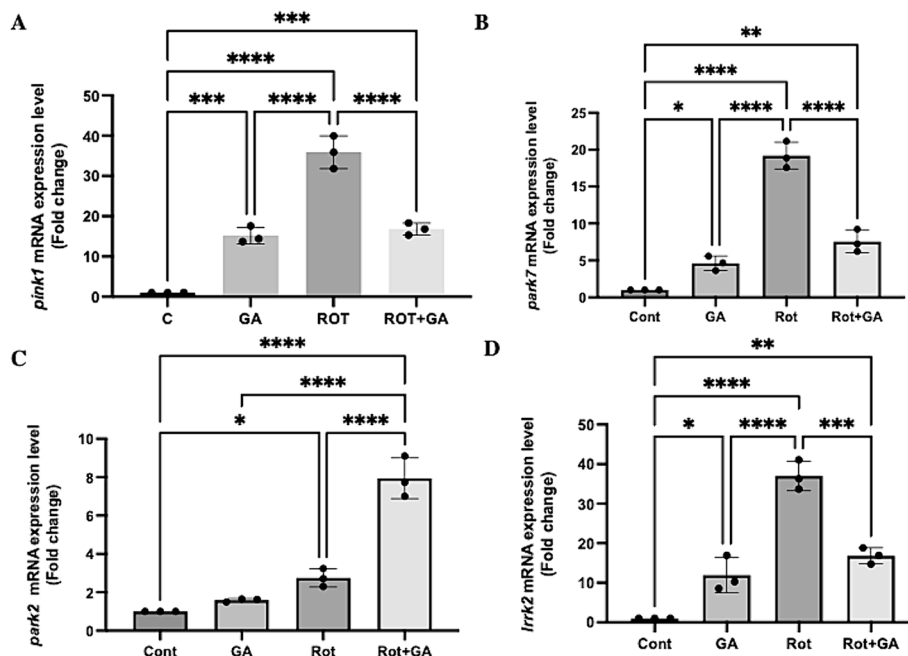 A
***
****
*** **** ****
pink1 mRNA expression level
(Fold change)
50
40
30
20
10
0
C GA ROT ROT+GA
B
**
****
* **** ****
park7 mRNA expression level
(Fold change)
25
20
15
10
5
0
Cont GA Rot Rot+GA
C
****
****
* ****
park2 mRNA expression level
(Fold change)
10
8
6
4
2
0
Cont GA Rot Rot+GA
D
**
****
* **** ***
lrrk2 mRNA expression level
(Fold change)
50
40
30
20
10
0
Cont GA Rot Rot+GA